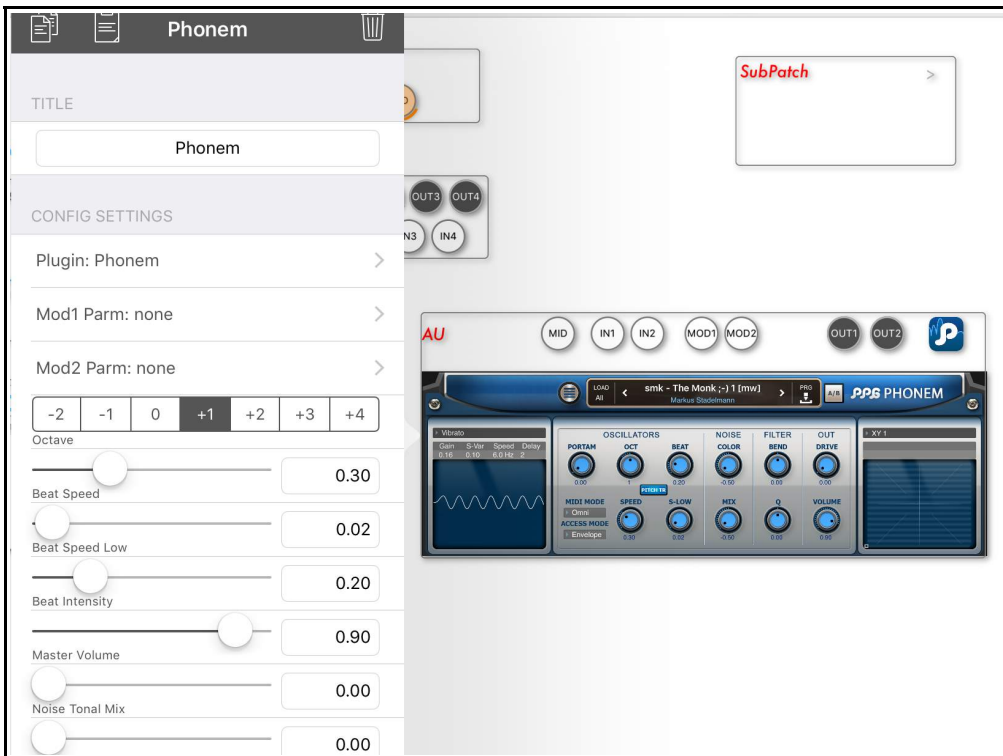 Phonem
TITLE
Phonem
CONFIG SETTINGS
Plugin: Phonem
Mod1 Parm: none
Mod2 Parm: none
-2 -1 0 +1 +2 +3 +4
Octave
0.30
Beat Speed
0.02
Beat Speed Low
0.20
Beat Intensity
0.90
Master Volume
0.00
Noise Tonal Mix
0.00
SubPatch >
OUT3 OUT4
IN4
AU MID IN1 IN2 MOD1 MOD2 OUT1 OUT2
LOAD All < smk - The Monk ;-) 1 [mw] > PRG A/B PPG PHONEM
Markus Stadelmann
Vibrato
Gain S-Var Speed Delay
0.16 0.10 6.0 Hz 2
OSCILLATORS NOISE FILTER OUT
PORTAM OCT BEAT COLOR BEND DRIVE
0.00 1 0.20 -0.50 0.00 0.00
PITCH TR
MIDI MODE SPEED S-LOW MIX Q VOLUME
Omni
ACCESS MODE
Envelope 0.30 0.02 -0.50 0.00 0.00
XY 1